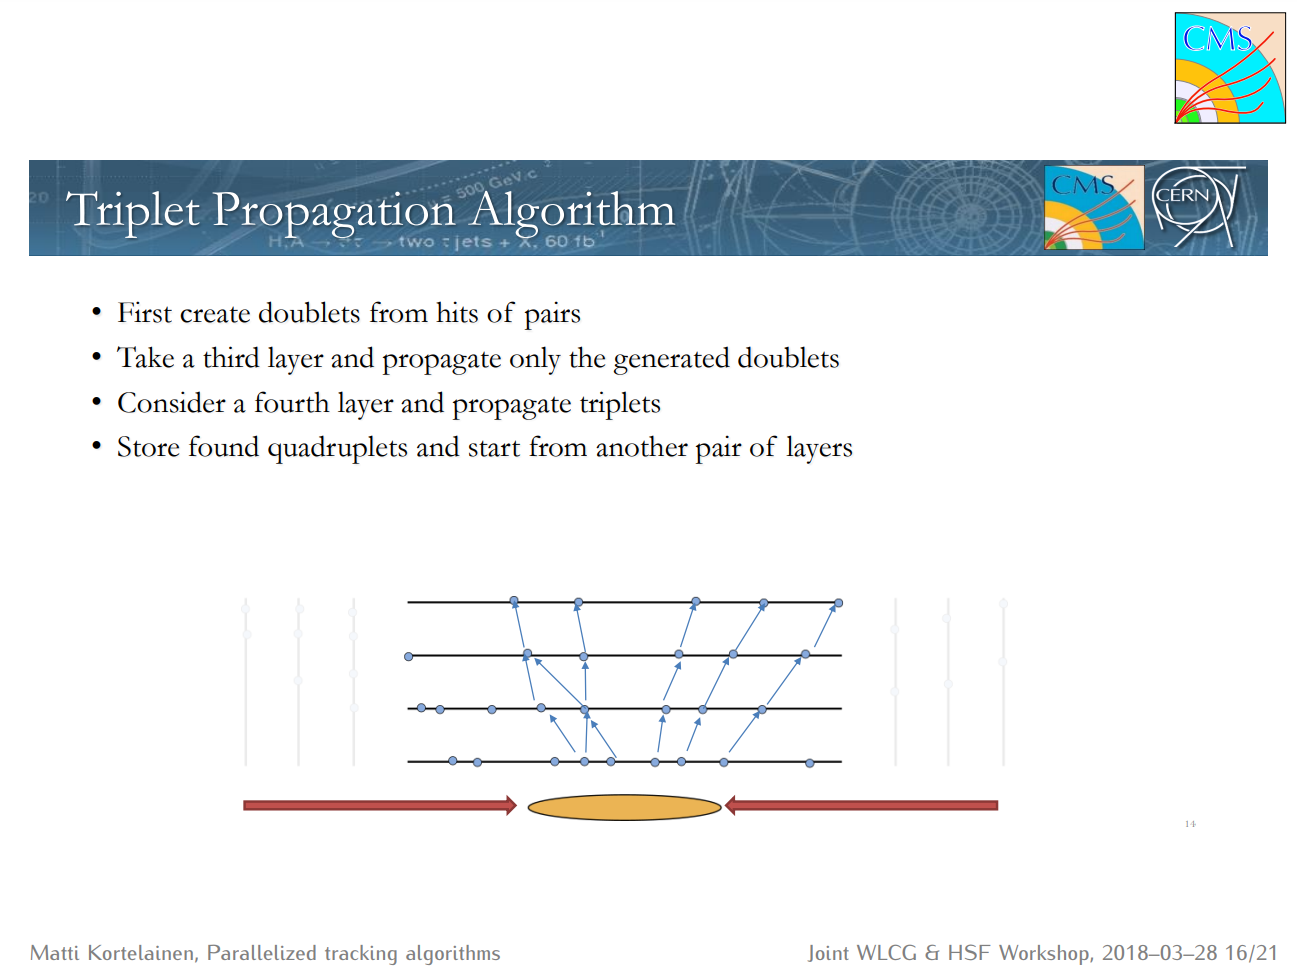 CMS
Triplet Propagation Algorithm
20
500 GeV.c
two τ jets + X, 60 fb
CMS
CERN
• First create doublets from hits of pairs
• Take a third layer and propagate only the generated doublets
• Consider a fourth layer and propagate triplets
• Store found quadruplets and start from another pair of layers
14
Matti Kortelainen, Parallelized tracking algorithms
Joint WLCG & HSF Workshop, 2018–03–28 16/21